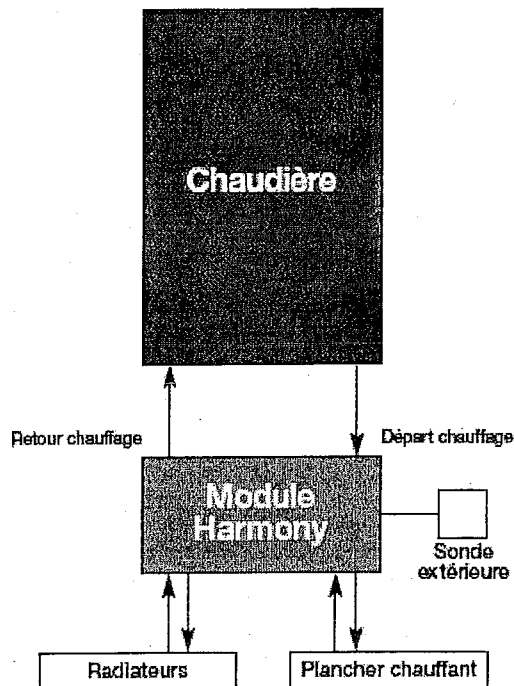 Chaudière
Retour chauffage
Départ chauffage
Module
Harmony
Sonde
extérieure
Radiateurs
Plancher chauffant